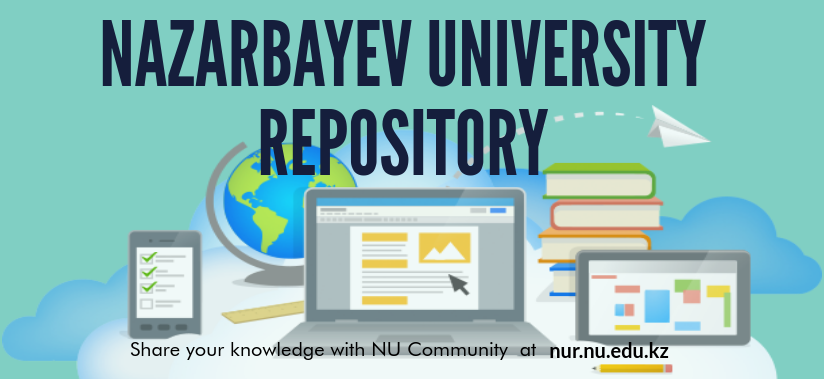 NAZARBAYEV UNIVERSITY
REPOSITORY
Share your knowledge with NU Community at nur.nu.edu.kz